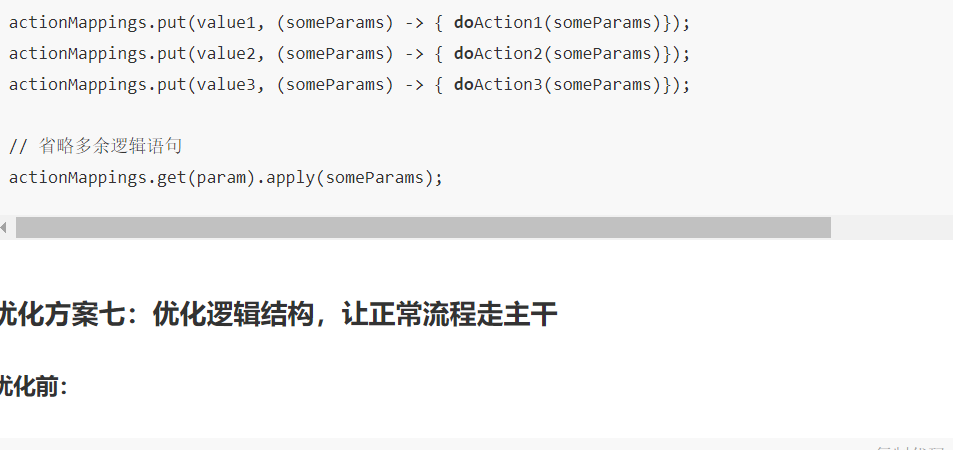 actionMappings.put(value1, (someParams) -> { doAction1(someParams)});
actionMappings.put(value2, (someParams) -> { doAction2(someParams)});
actionMappings.put(value3, (someParams) -> { doAction3(someParams)});
// 省略多余逻辑语句
actionMappings.get(param).apply(someParams);
优化方案七：优化逻辑结构，让正常流程走主干
优化前：